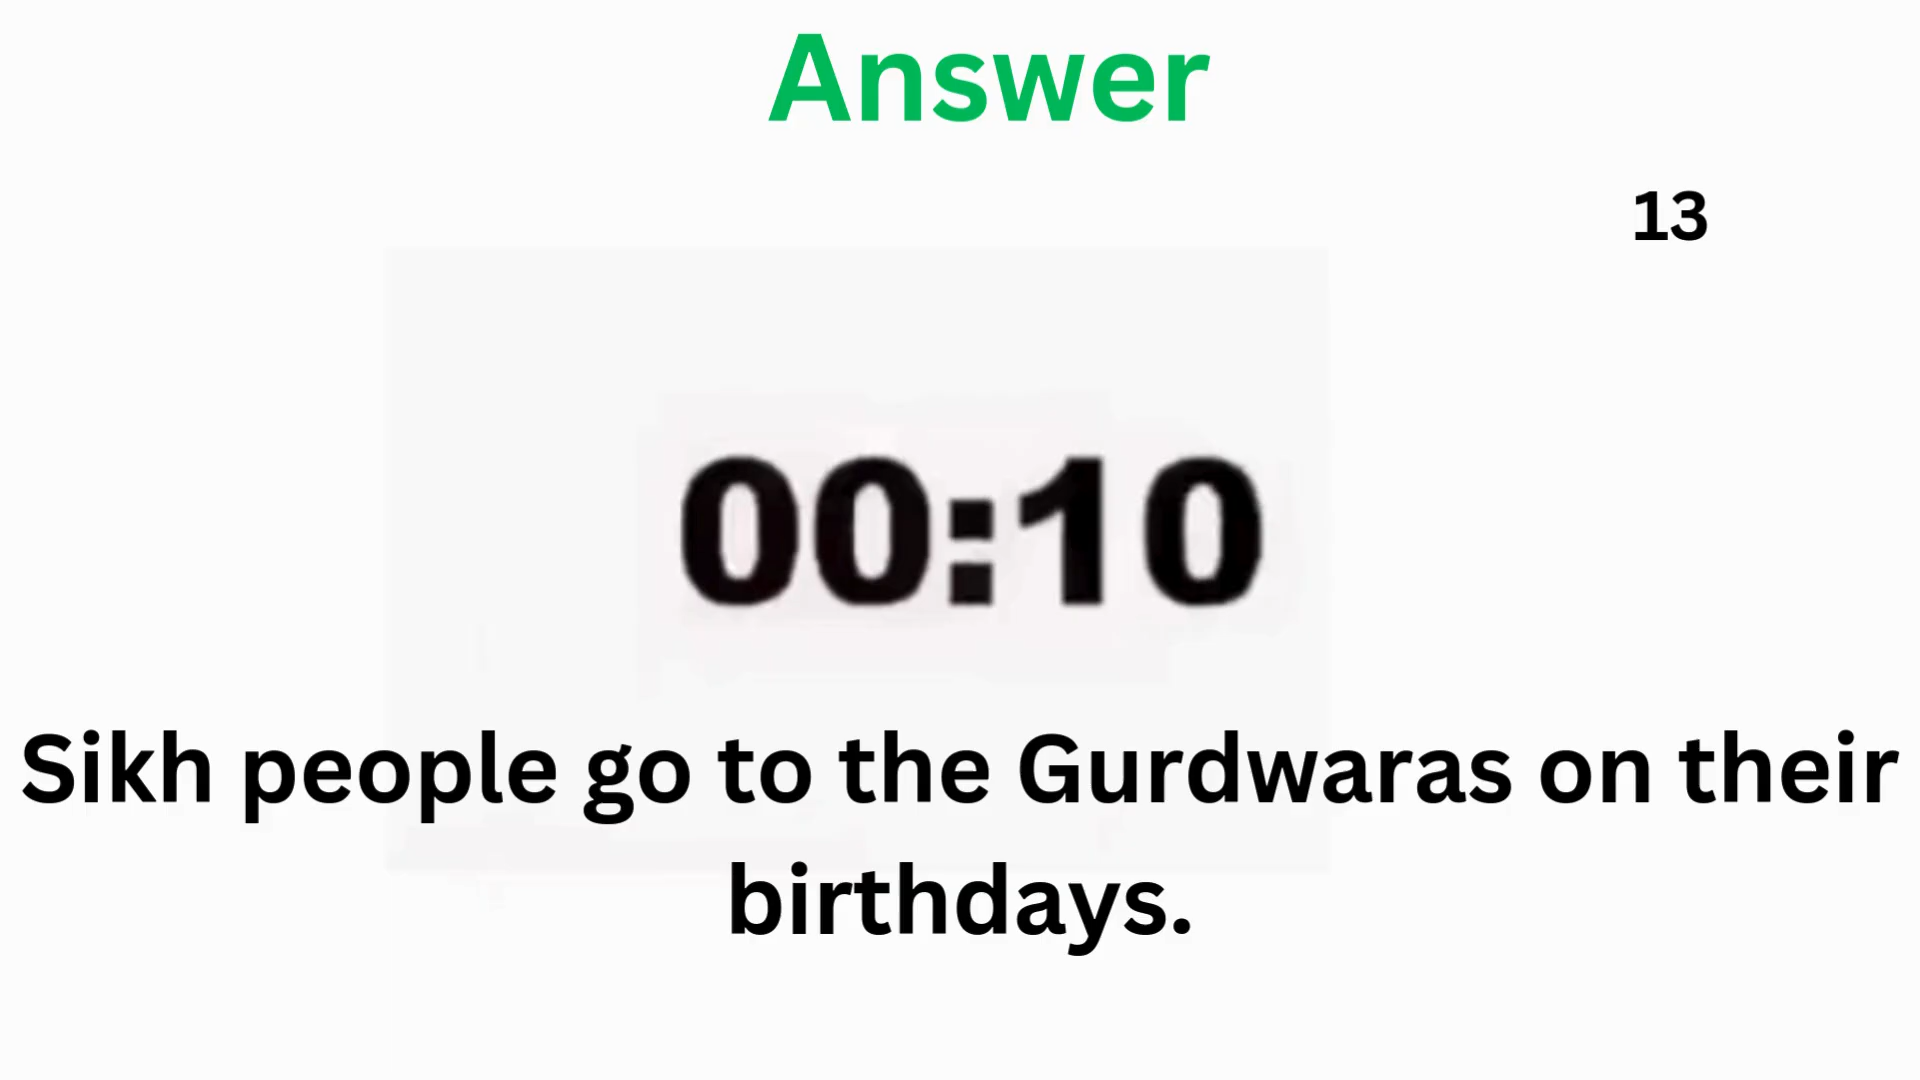 Answer
13
00:10
Sikh people go to the Gurdwaras on their
birthdays.